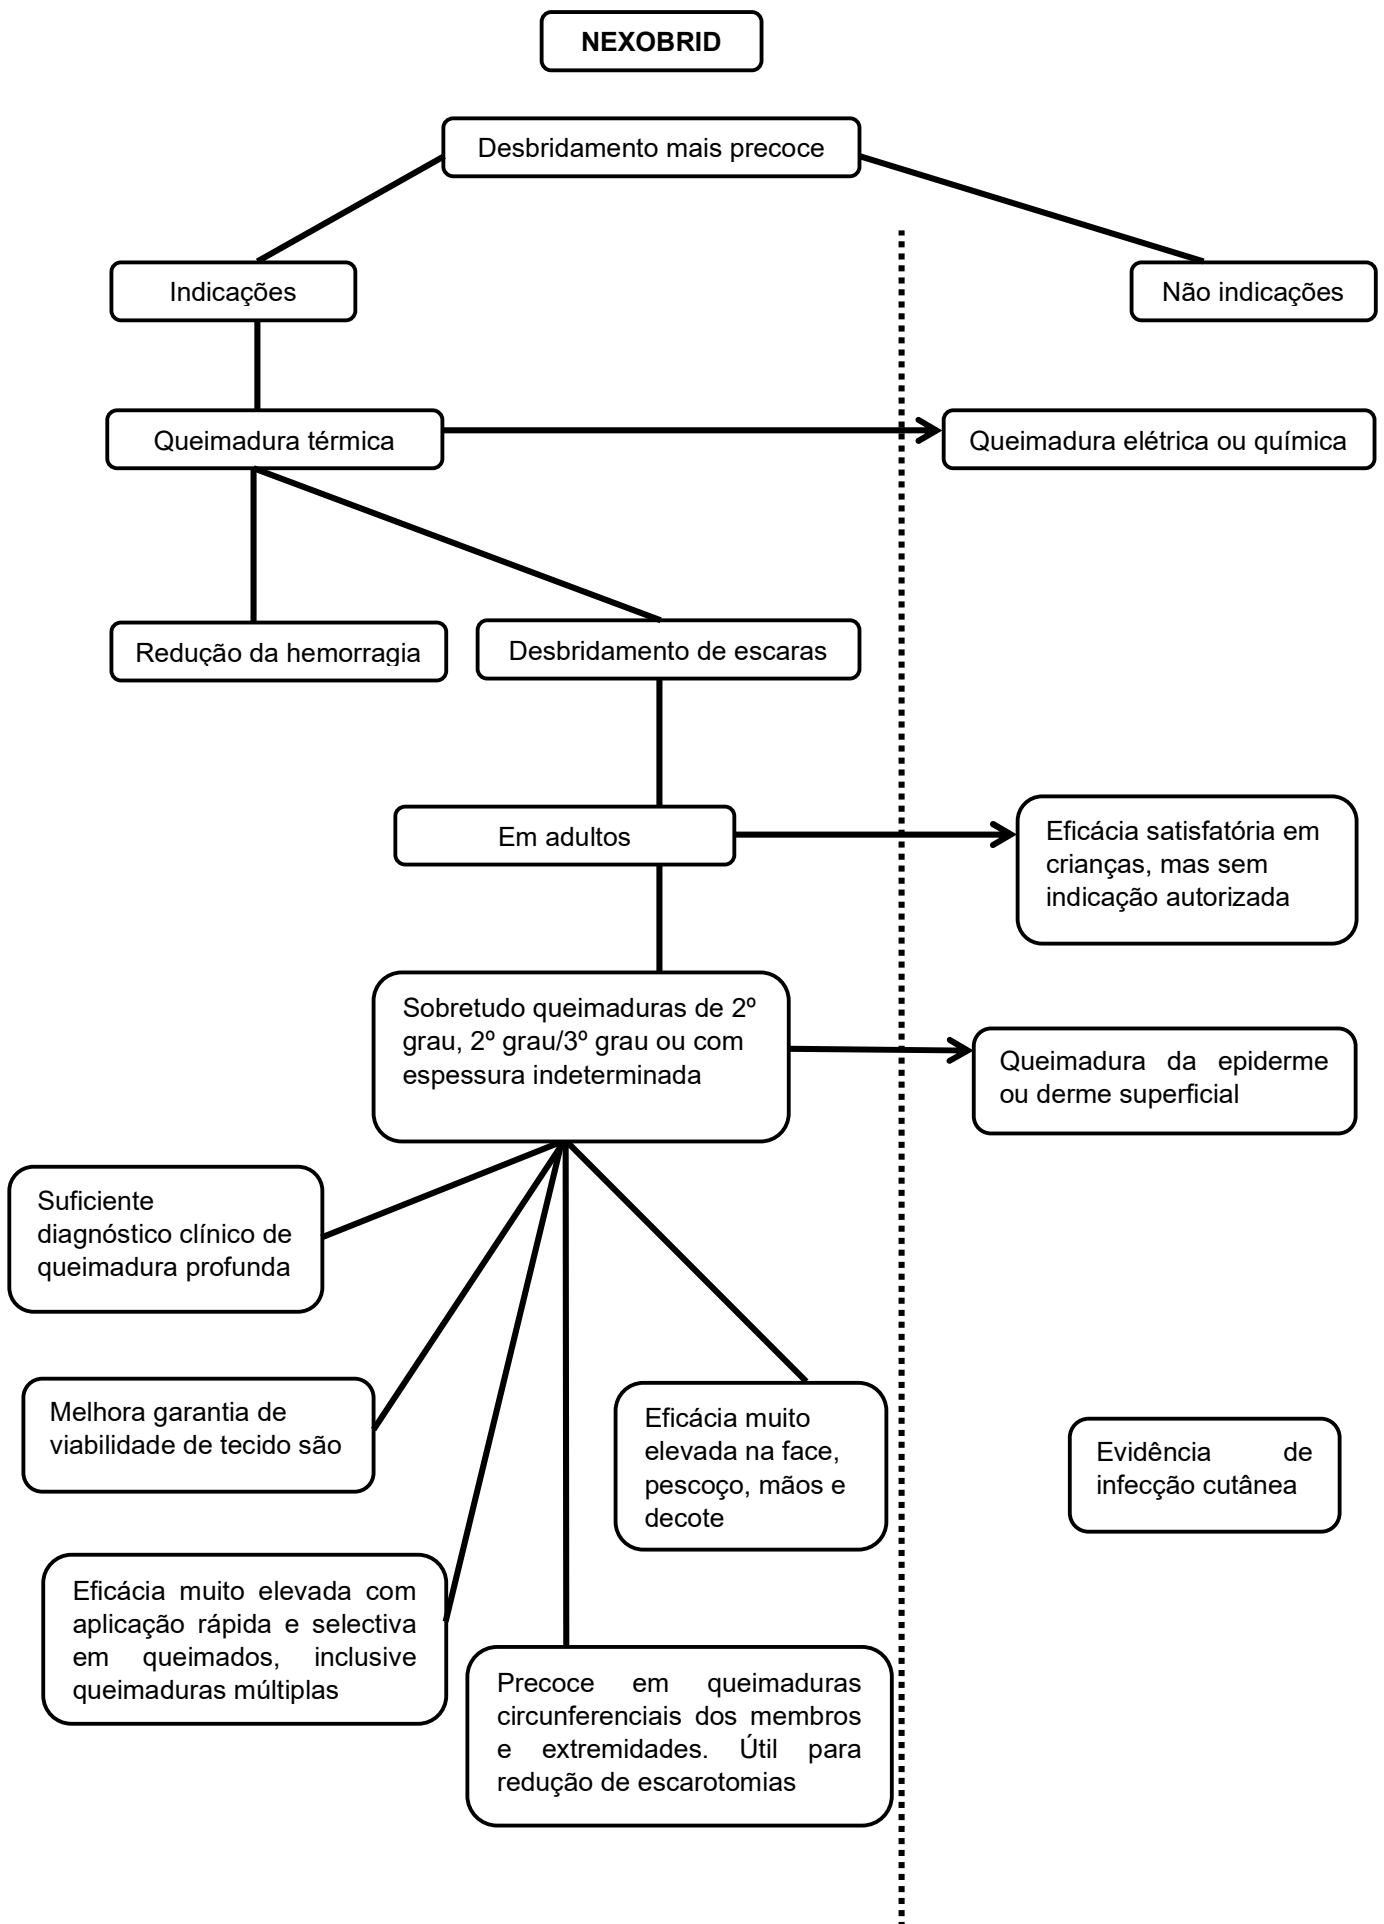 NEXOBRID
Desbridamento mais precoce
Indicações
Não indicações
Queimadura térmica
Queimadura elétrica ou química
Redução da hemorragia
Desbridamento de escaras
Em adultos
Eficácia satisfatória em
crianças, mas sem
indicação autorizada
Sobretudo queimaduras de 2º
grau, 2º grau/3º grau ou com
espessura indeterminada
Queimadura da epiderme
ou derme superficial
Suficiente
diagnóstico clínico de
queimadura profunda
Melhora garantia de
viabilidade de tecido são
Eficácia muito
elevada na face,
pescoço, mãos e
decote
Evidência de
infecção cutânea
Eficácia muito elevada com
aplicação rápida e selectiva
em queimados, inclusive
queimaduras múltiplas
Precoce em queimaduras
circunferenciais dos membros
e extremidades. Útil para
redução de escarotomias